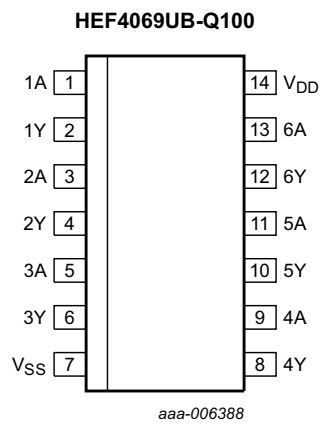 HEF4069UB-Q100
1A 1 14 VDD
1Y 2 13 6A
2A 3 12 6Y
2Y 4 11 5A
3A 5 10 5Y
3Y 6 9 4A
VSS 7 8 4Y
aaa-006388